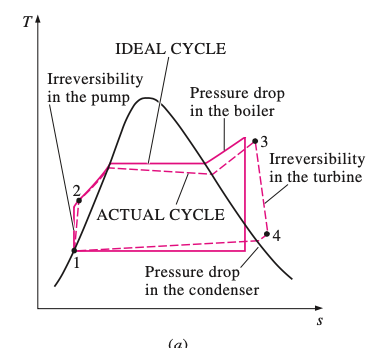 T
IDEAL CYCLE
Irreversibility
in the pump
Pressure drop
in the boiler
3
Irreversibility
in the turbine
2
ACTUAL CYCLE
4
1
Pressure drop
in the condenser
s
(a)